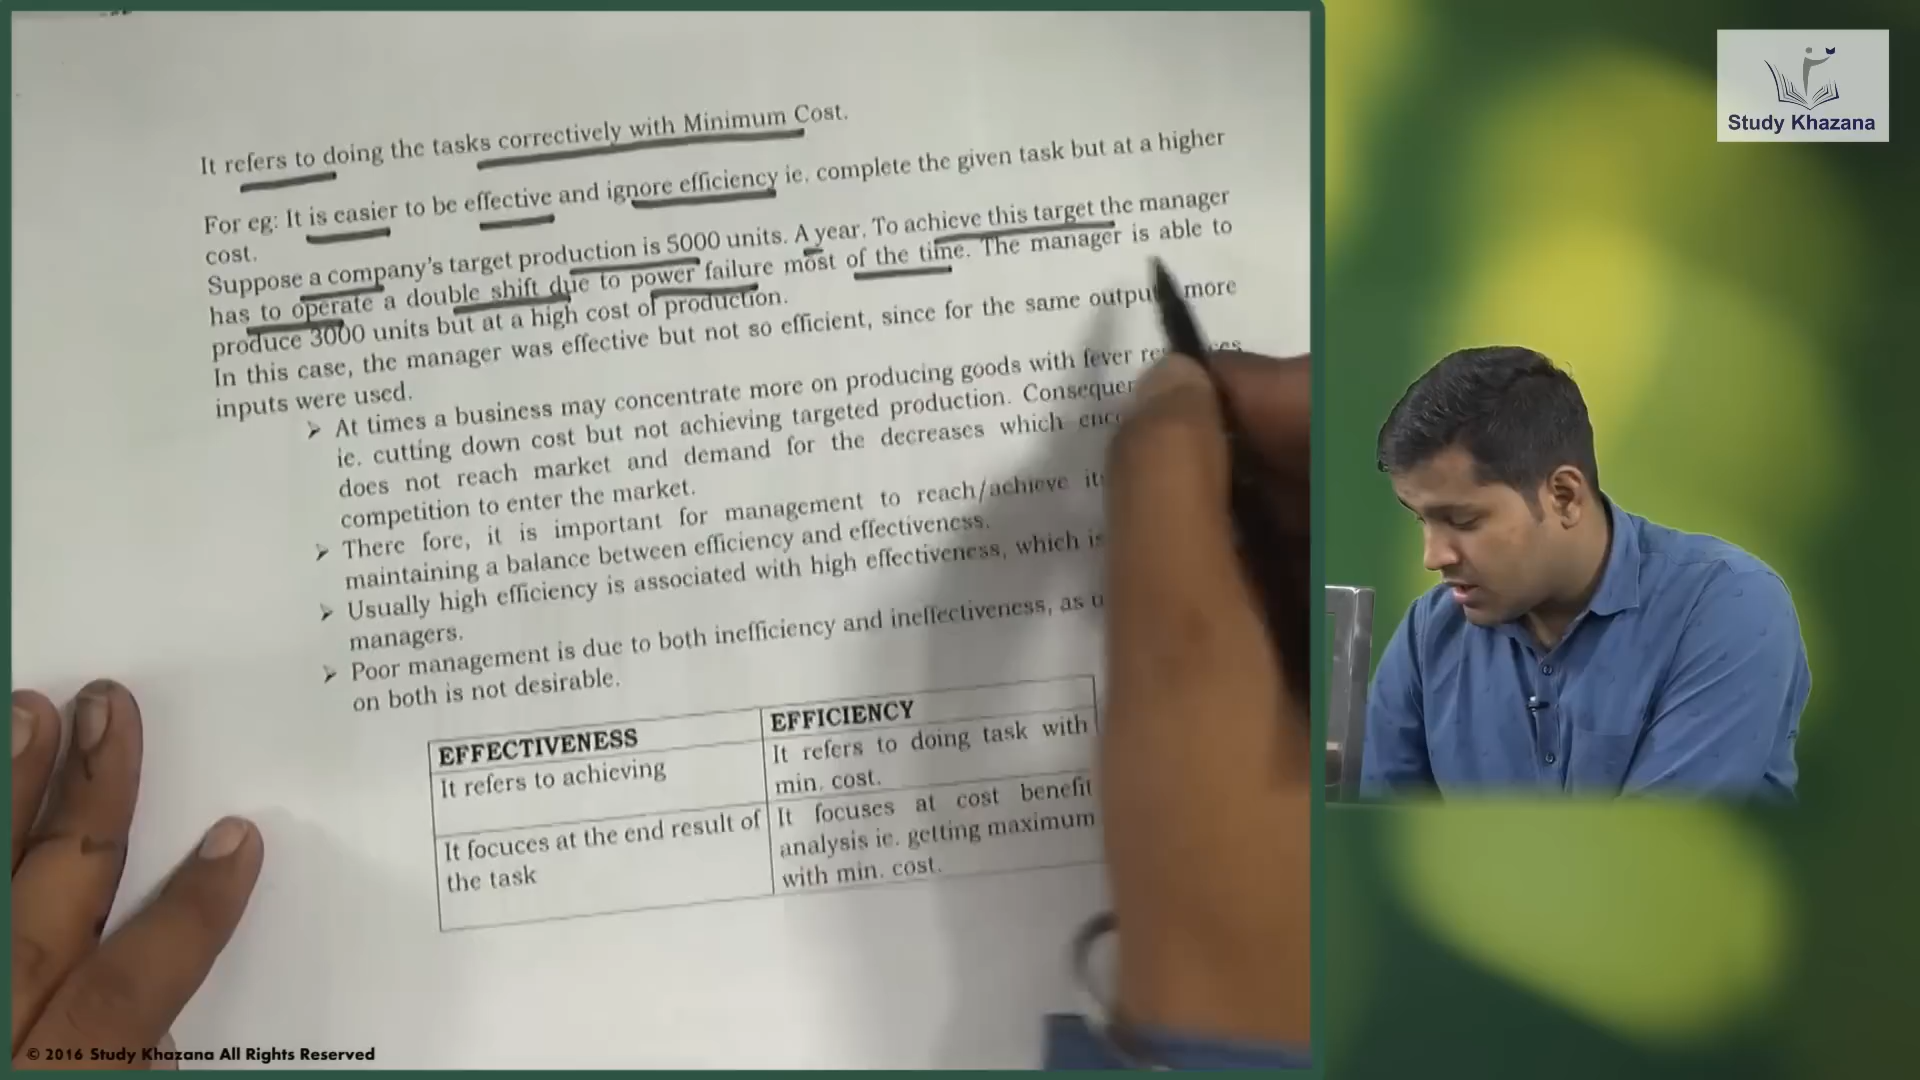 It refers to doing the tasks correctively with Minimum Cost.
For eg: It is easier to be effective and ignore efficiency ie. complete the given task but at a higher
cost.
Suppose a company's target production is 5000 units. A year. To achieve this target the manager
has to operate a double shift due to power failure most of the time. The manager is able to
produce 3000 units but at a high cost of production.
In this case, the manager was effective but not so efficient, since for the same output more
inputs were used.
➢ At times a business may concentrate more on producing goods with fever
ie. cutting down cost but not achieving targeted production.
does not reach market and demand for the decreases which
competition to enter the market.
➢ There fore, it is important for management to reach/achieve
maintaining a balance between efficiency and effectiveness.
➢ Usually high efficiency is associated with high effectiveness, which is
managers.
➢ Poor management is due to both inefficiency and ineffectiveness, as
on both is not desirable.
EFFECTIVENESS
EFFICIENCY
It refers to achieving
It refers to doing task with
min. cost.
It focuces at the end result of
the task
It focuses at cost benefit
analysis ie. getting maximum
with min. cost.
Study Khazana
© 2016 Study Khazana All Rights Reserved